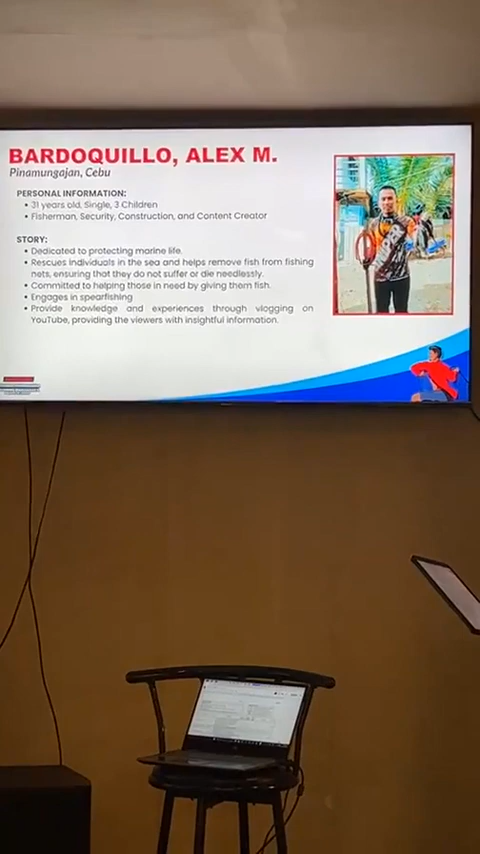 BARDOQUILLO, ALEX M.
Pinamungajan, Cebu
PERSONAL INFORMATION:
• 31 years old, Single, 3 Children
• Fisherman, Security, Construction, and Content Creator
STORY:
• Dedicated to protecting marine life.
• Rescues individuals in the sea and helps remove fish from fishing
nets, ensuring that they do not suffer or die needlessly.
• Committed to helping those in need by giving them fish.
• Engages in spearfishing
• Provide knowledge and experiences through vlogging on
YouTube, providing the viewers with insightful information.